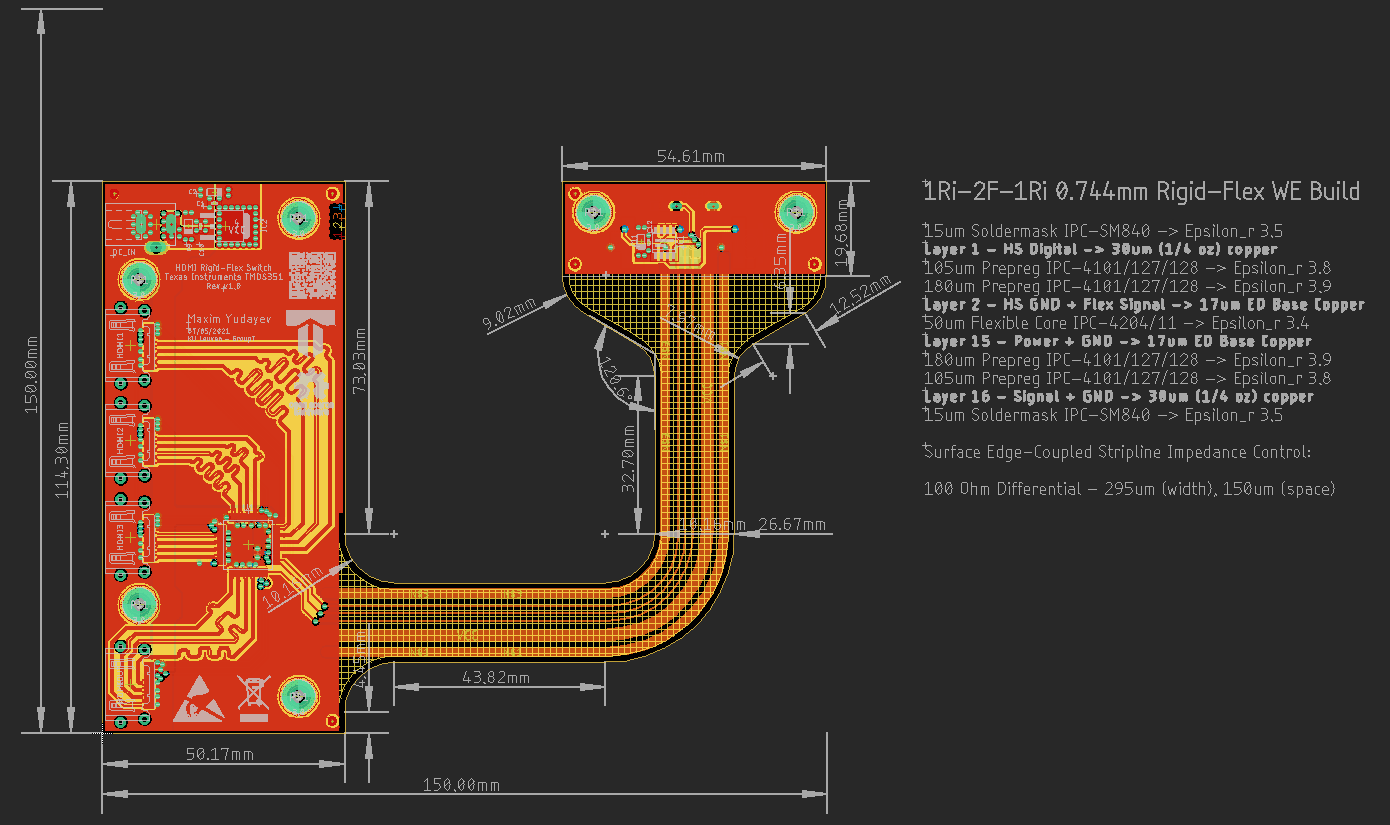 54.61mm
19.68mm
9.02mm
12.52mm
120.6°
150.00mm
114.30mm
73.03mm
32.70mm
26.67mm
43.82mm
50.17mm
150.00mm
DC_IN
1234
HDMI Rigid-Flex Switch
Texas Instruments TMDS351
Rev.v1.0
Maxim Yudayev
07/05/2021
KU Leuven - GroupT
HDMI1
HDMI2
HDMI3
VCC
1Ri-2F-1Ri 0.744mm Rigid-Flex WE Build
15um Soldermask IPC-SM840 -> Epsilon_r 3.5
Layer 1 - HS Digital -> 30um (1/4 oz) copper
105um Prepreg IPC-4101/127/128 -> Epsilon_r 3.8
180um Prepreg IPC-4101/127/128 -> Epsilon_r 3.9
Layer 2 - HS GND + Flex Signal -> 17um ED Base Copper
50um Flexible Core IPC-4204/11 -> Epsilon_r 3.4
Layer 15 - Power + GND -> 17um ED Base Copper
180um Prepreg IPC-4101/127/128 -> Epsilon_r 3.9
105um Prepreg IPC-4101/127/128 -> Epsilon_r 3.8
Layer 16 - Signal + GND -> 30um (1/4 oz) copper
15um Soldermask IPC-SM840 -> Epsilon_r 3.5
Surface Edge-Coupled Stripline Impedance Control:
100 Ohm Differential - 295um (width), 150um (space)